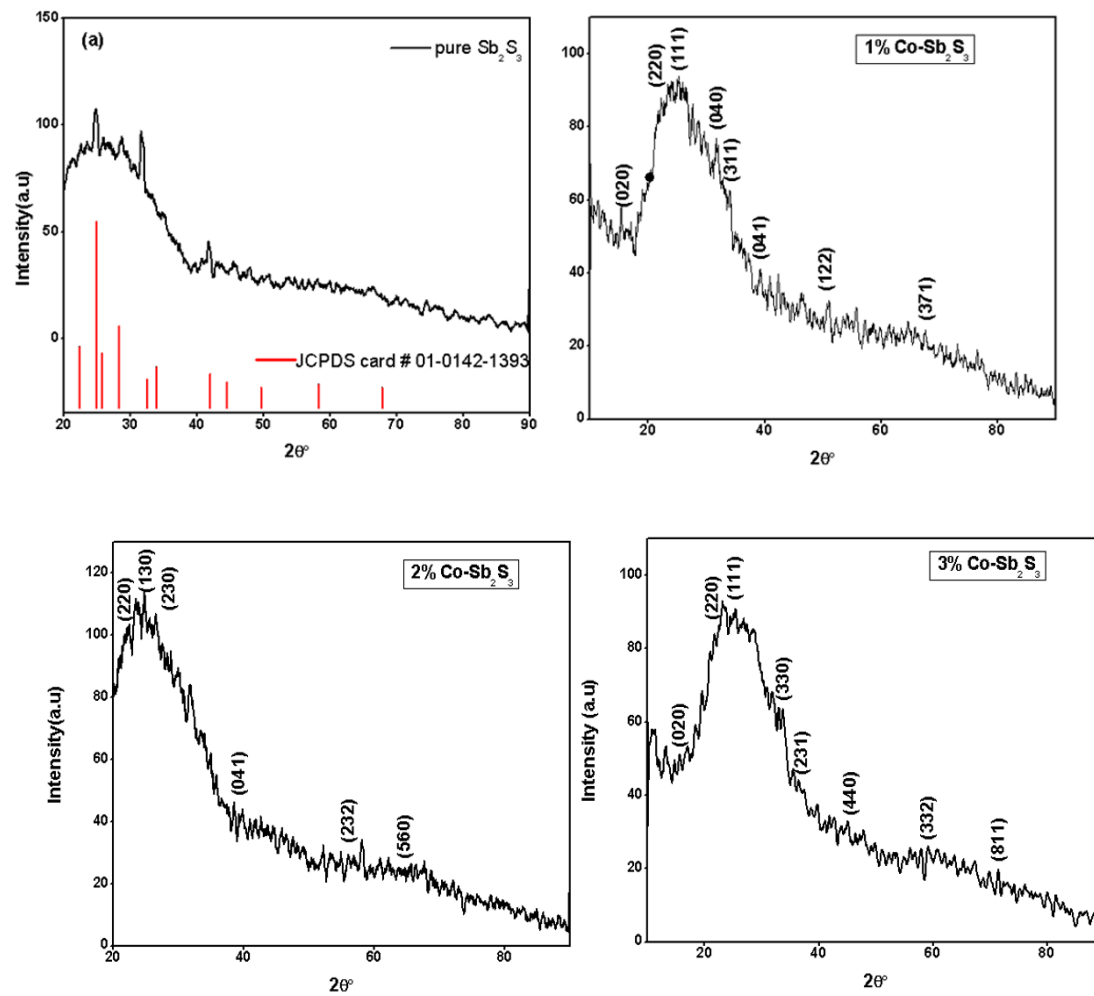 (a)
pure Sb₂S₃
JCPDS card # 01-0142-1393
Intensity(a.u)
150
100
50
0
20 30 40 50 60 70 80 90
2θ°
1% Co-Sb₂S₃
(020)
(220)
(111)
(040)
(311)
(041)
(122)
(371)
100
80
60
40
20
0
20 40 60 80
2θ°
2% Co-Sb₂S₃
(220)
(130)
(230)
(041)
(232)
(560)
Intensity(a.u)
120
100
80
60
40
20
0
20 40 60 80
2θ°
3% Co-Sb₂S₃
(020)
(220)
(111)
(330)
(231)
(440)
(332)
(811)
Intensity (a.u)
100
80
60
40
20
0
20 40 60 80
2θ°